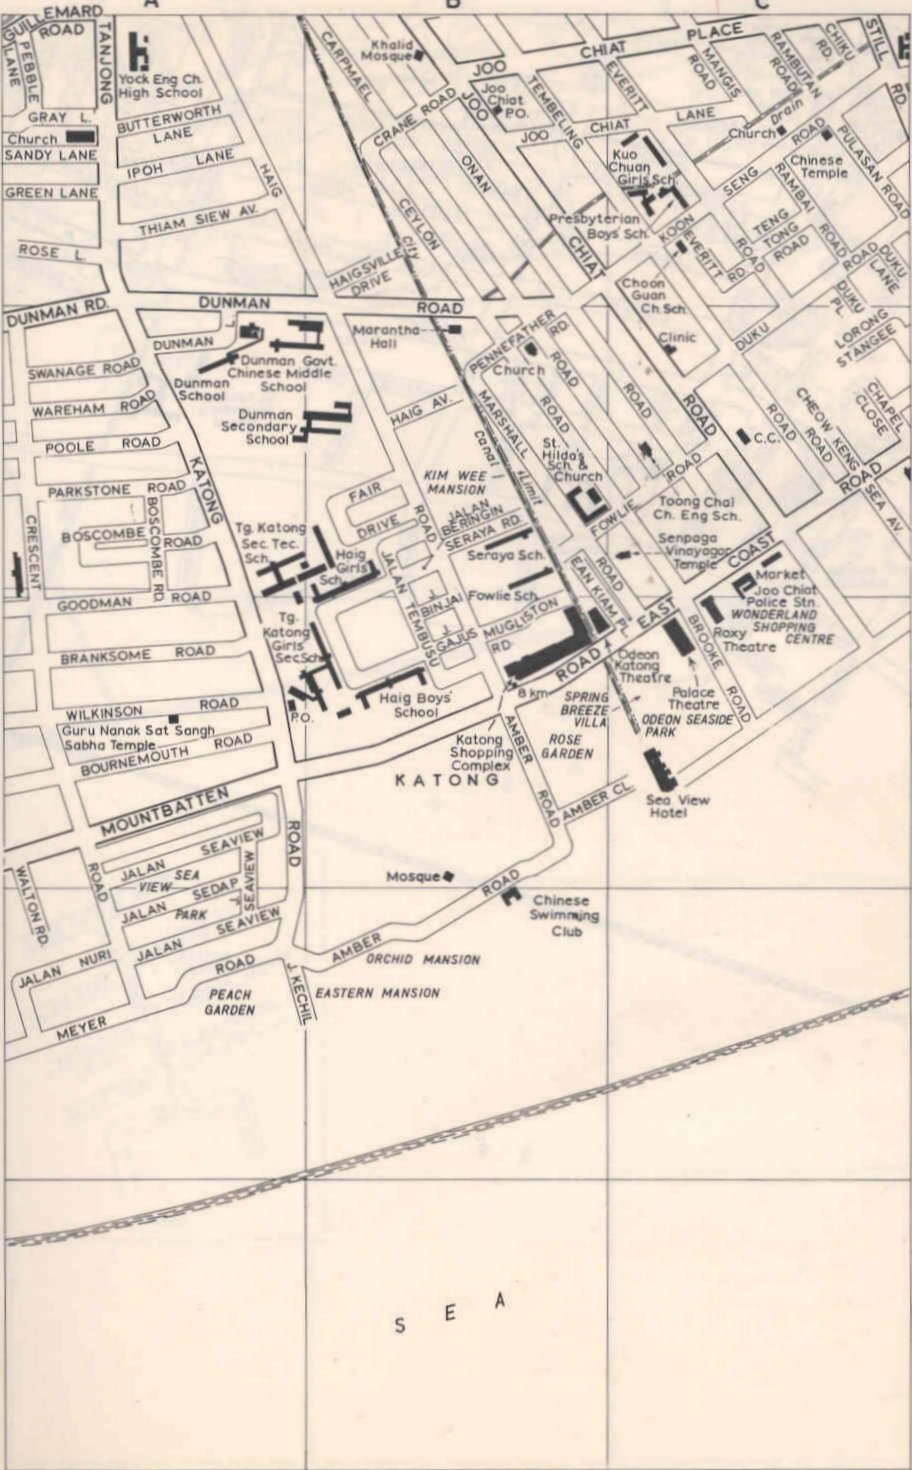 A B C
GUILLEMARD
ROAD
LANE
PEBBLE
TANJONG
Yock Eng Ch.
High School
GRAY L.
Church
SANDY LANE
GREEN LANE
ROSE L.
BUTTERWORTH
LANE
IPOH LANE
THIAM SIEW AV.
HAIG
CARPMAEL
Khalid
Mosque
CRANE ROAD
JOO CHIAT PLACE
JOO
Joo
Chiat
P.O.
TEMBELING
EVERITT
MANGIS
ROAD
RAMBUTAN
ROAD
CHIKU
RD.
STILL
RD.
JOO CHIAT LANE
Drain
Church
ROAD
SENG
Chinese
Temple
PULASAN ROAD
Kuo
Chuan
Girls' Sch.
Presbyterian
Boys' Sch.
KOON
EVERITT
RD.
ROAD
TENG
TONG
ROAD
RAMBAI
ROAD
ROAD
DUKU
LANE
DUKU
PL.
LORONG
STANGEE
ONAN
CEYLON
City
HAIGSVILLE
DRIVE
CHIAT
Choon
Guan
Ch. Sch.
Clinic
DUKU
DUNMAN RD.
DUNMAN ROAD
DUNMAN L.
Marantha
Hall
PENNEFATHER
RD.
Church
ROAD
ROAD
ROAD
ROAD
ROAD
CHEOW KENG
ROAD
CHAPEL
CLOSE
C.C.
SWANAGE ROAD
WAREHAM ROAD
POOLE ROAD
PARKSTONE ROAD
Dunman
School
Dunman Govt.
Chinese Middle
School
Dunman
Secondary
School
HAIG AV.
MARSHALL
Canal
Limit
KIM WEE
MANSION
St.
Hilda's
Sch. &
Church
FOWLIE ROAD
Toong Chai
Ch. Eng Sch.
ROAD
SEA AV.
KATONG
CRESCENT
BOSCOMBE ROAD
BOSCOMBE RD.
GOODMAN ROAD
BRANKSOME ROAD
WILKINSON ROAD
Guru Nanak Sat Sangh
Sabha Temple
BOURNEMOUTH ROAD
Tg. Katong
Sec. Tec.
Sch.
Haig
Girls'
Sch.
FAIR
DRIVE
ROAD
JALAN
BERINGIN
SERAYA RD.
Seraya Sch.
Fowlie Sch.
JALAN TEMBUSU
J.
BINJAI
J.
GAJUS
MUGLISTON
RD.
EAN KIAM PL.
ROAD
Senpaga
Vinayagar
Temple
COAST
EAST
ROAD
Market
Joo Chiat
Police Stn.
WONDERLAND
SHOPPING
CENTRE
Roxy
Theatre
BROOKE
ROAD
Odeon
Katong
Theatre
Palace
Theatre
ODEON SEASIDE
PARK
SPRING
BREEZE
VILLA
ROSE
GARDEN
8 km
Tg.
Katong
Girls'
Sec Sch.
P.O.
Haig Boys'
School
Katong
Shopping
Complex
AMBER
ROAD
AMBER CL.
Sea View
Hotel
KATONG
MOUNTBATTEN
ROAD
ROAD
WALTON RD.
JALAN SEAVIEW
SEA
VIEW
PARK
JALAN SEDAP
J.
SEAVIEW
JALAN SEAVIEW
JALAN NURI
Mosque
Chinese
Swimming
Club
AMBER ROAD
ORCHID MANSION
EASTERN MANSION
J. KECHIL
PEACH
GARDEN
MEYER ROAD
SEA